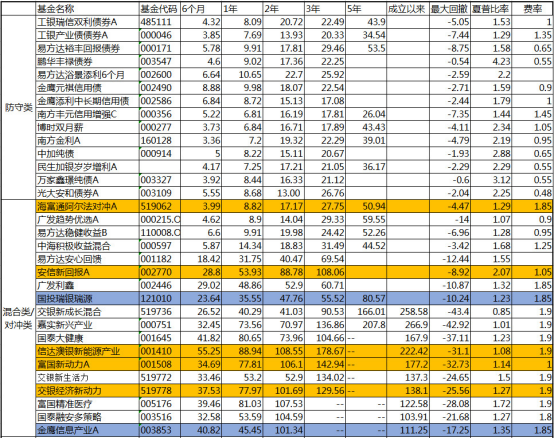 基金名称 基金代码 6个月 1年 2年 3年 5年 成立以来 最大回撤 夏普比率 费率
防守类
工银瑞信双利债券A 485111 4.32 8.09 20.72 22.49 43.9 -5.05 1.53 1
工银产业债债券A 000046 3.85 7.69 13.93 20.33 34.54 -7.44 1.23 1.35
易方达裕丰回报债券 000171 5.78 9.91 17.81 29.46 53.5 -8.75 1.58 0.65
鹏华丰禄债券 003547 4.6 9.02 17.36 22.25 -0.54 4.23 0.55
易方达浴景添利6个月 002600 6.64 10.65 22.7 25.92 -2.59 2.2
金鹰元祺信用债 002490 8.88 9.98 18.07 22.54 -2.71 1.59 0.9
金鹰添利中长期信用债 002586 6.84 8.72 15.13 17.08 -2.44 1.79 1
南方丰元信用增强C 000356 5.22 6.81 16.19 18.81 26.04 -7.35 1.44 1.45
博时双月薪 000277 3.73 6.84 16.71 17.89 43.43 -4.11 2.34 1.05
南方金利A 160128 3.36 7.2 19.32 22.29 39.01 -4.79 2.19 0.95
中加纯债 000914 5 8.22 15.11 20.67 -1.93 2.88 0.65
民生加银岁岁增利A 4.17 7.25 17.21 21.05 36.17 -2.29 2.29 0.55
万家鑫璟纯债A 003327 3.92 8.44 16.33 21.12 -0.6 3.12 0.55
光大安和债券A 003109 5.55 8.68 13.00 26.76 -2.04 2.25 0.48
混合类/
对冲类
海富通阿尔法对冲A 519062 3.99 8.82 17.17 27.75 50.94 -4.47 1.29 1.85
广发趋势优选A 000215.O 4.62 8.9 14.04 29.33 59.55 -14 1.07 0.9
易方达稳健收益B 110008.O 6.6 9.91 19.98 24.42 52.26 -6.96 1.28 0.95
中海积极收益混合 000597 5.87 14.34 18.83 31.49 44.52 -3.42 1.68 1.25
易方达安心回馈 001182 18.42 31.75 40.47 69.54 -12.44 1.55
安信新回报A 002770 28.8 53.93 88.78 108.06 -8.92 2.07 1.05
广发利鑫 002446 29.02 48.86 52.9 60.71 -10.87 1.32 1.85
国投瑞银瑞源 121010 23.64 35.55 47.76 55.52 80.57 -10.24 1.23 1.85
交银新成长混合 519736 26.52 40.29 41.03 90.53 166.01 258.58 -43.4 0.85 1.9
嘉实新兴产业 000751 32.45 73.56 70.97 136.86 207.8 266.9 -42.92 1.01 1.9
国泰大健康 001645 41.82 80.65 73.96 104.66 -- 167.9 -37.11 1.23 1.9
信达澳银新能源产业 001410 55.25 88.94 108.55 178.67 -- 222.42 -31.1 1.08 1.9
富国新动力A 001508 34.69 77.81 106.1 142.94 -- 177.2 -32.73 1.14 1
交银新生活力 519772 33.46 53.2 52.9 134.02 -- 137.3 -24.65 1.5 1.9
交银经济新动力 519778 37.53 77.97 101.69 129.56 -- 138.1 -25.56 1.27 1.9
富国精准医疗 005176 39.46 81.03 107.53 -- -- 122.58 -28.08 1.72 1.9
国泰融安多策略 003516 32.58 53.59 54.59 -- -- 103.91 -21.68 1.27 1.8
金鹰信息产业A 003853 40.82 45.45 101.34 -- -- 111.25 -17.25 1.35 1.85